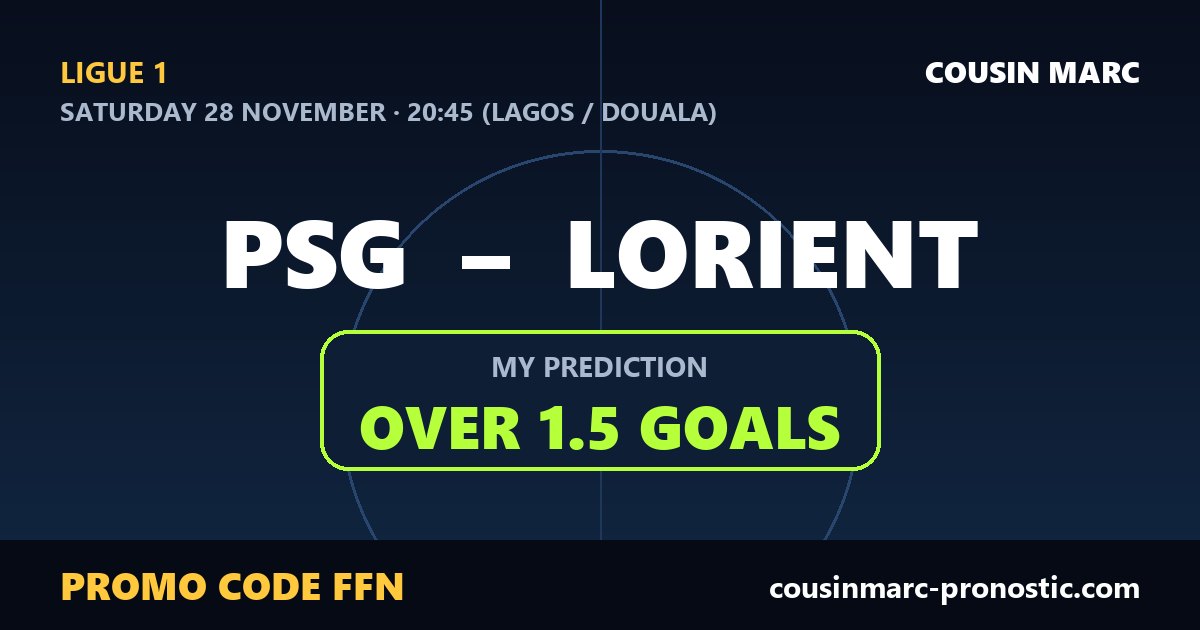 LIGUE 1
COUSIN MARC
SATURDAY 28 NOVEMBER · 20:45 (LAGOS / DOUALA)
PSG – LORIENT
MY PREDICTION
OVER 1.5 GOALS
PROMO CODE FFN
cousinmarc-pronostic.com